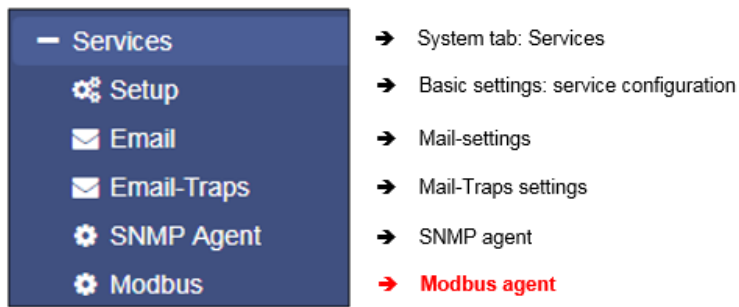 Services → System tab: Services
Setup → Basic settings: service configuration
Email → Mail-settings
Email-Traps → Mail-Traps settings
SNMP Agent → SNMP agent
Modbus → Modbus agent